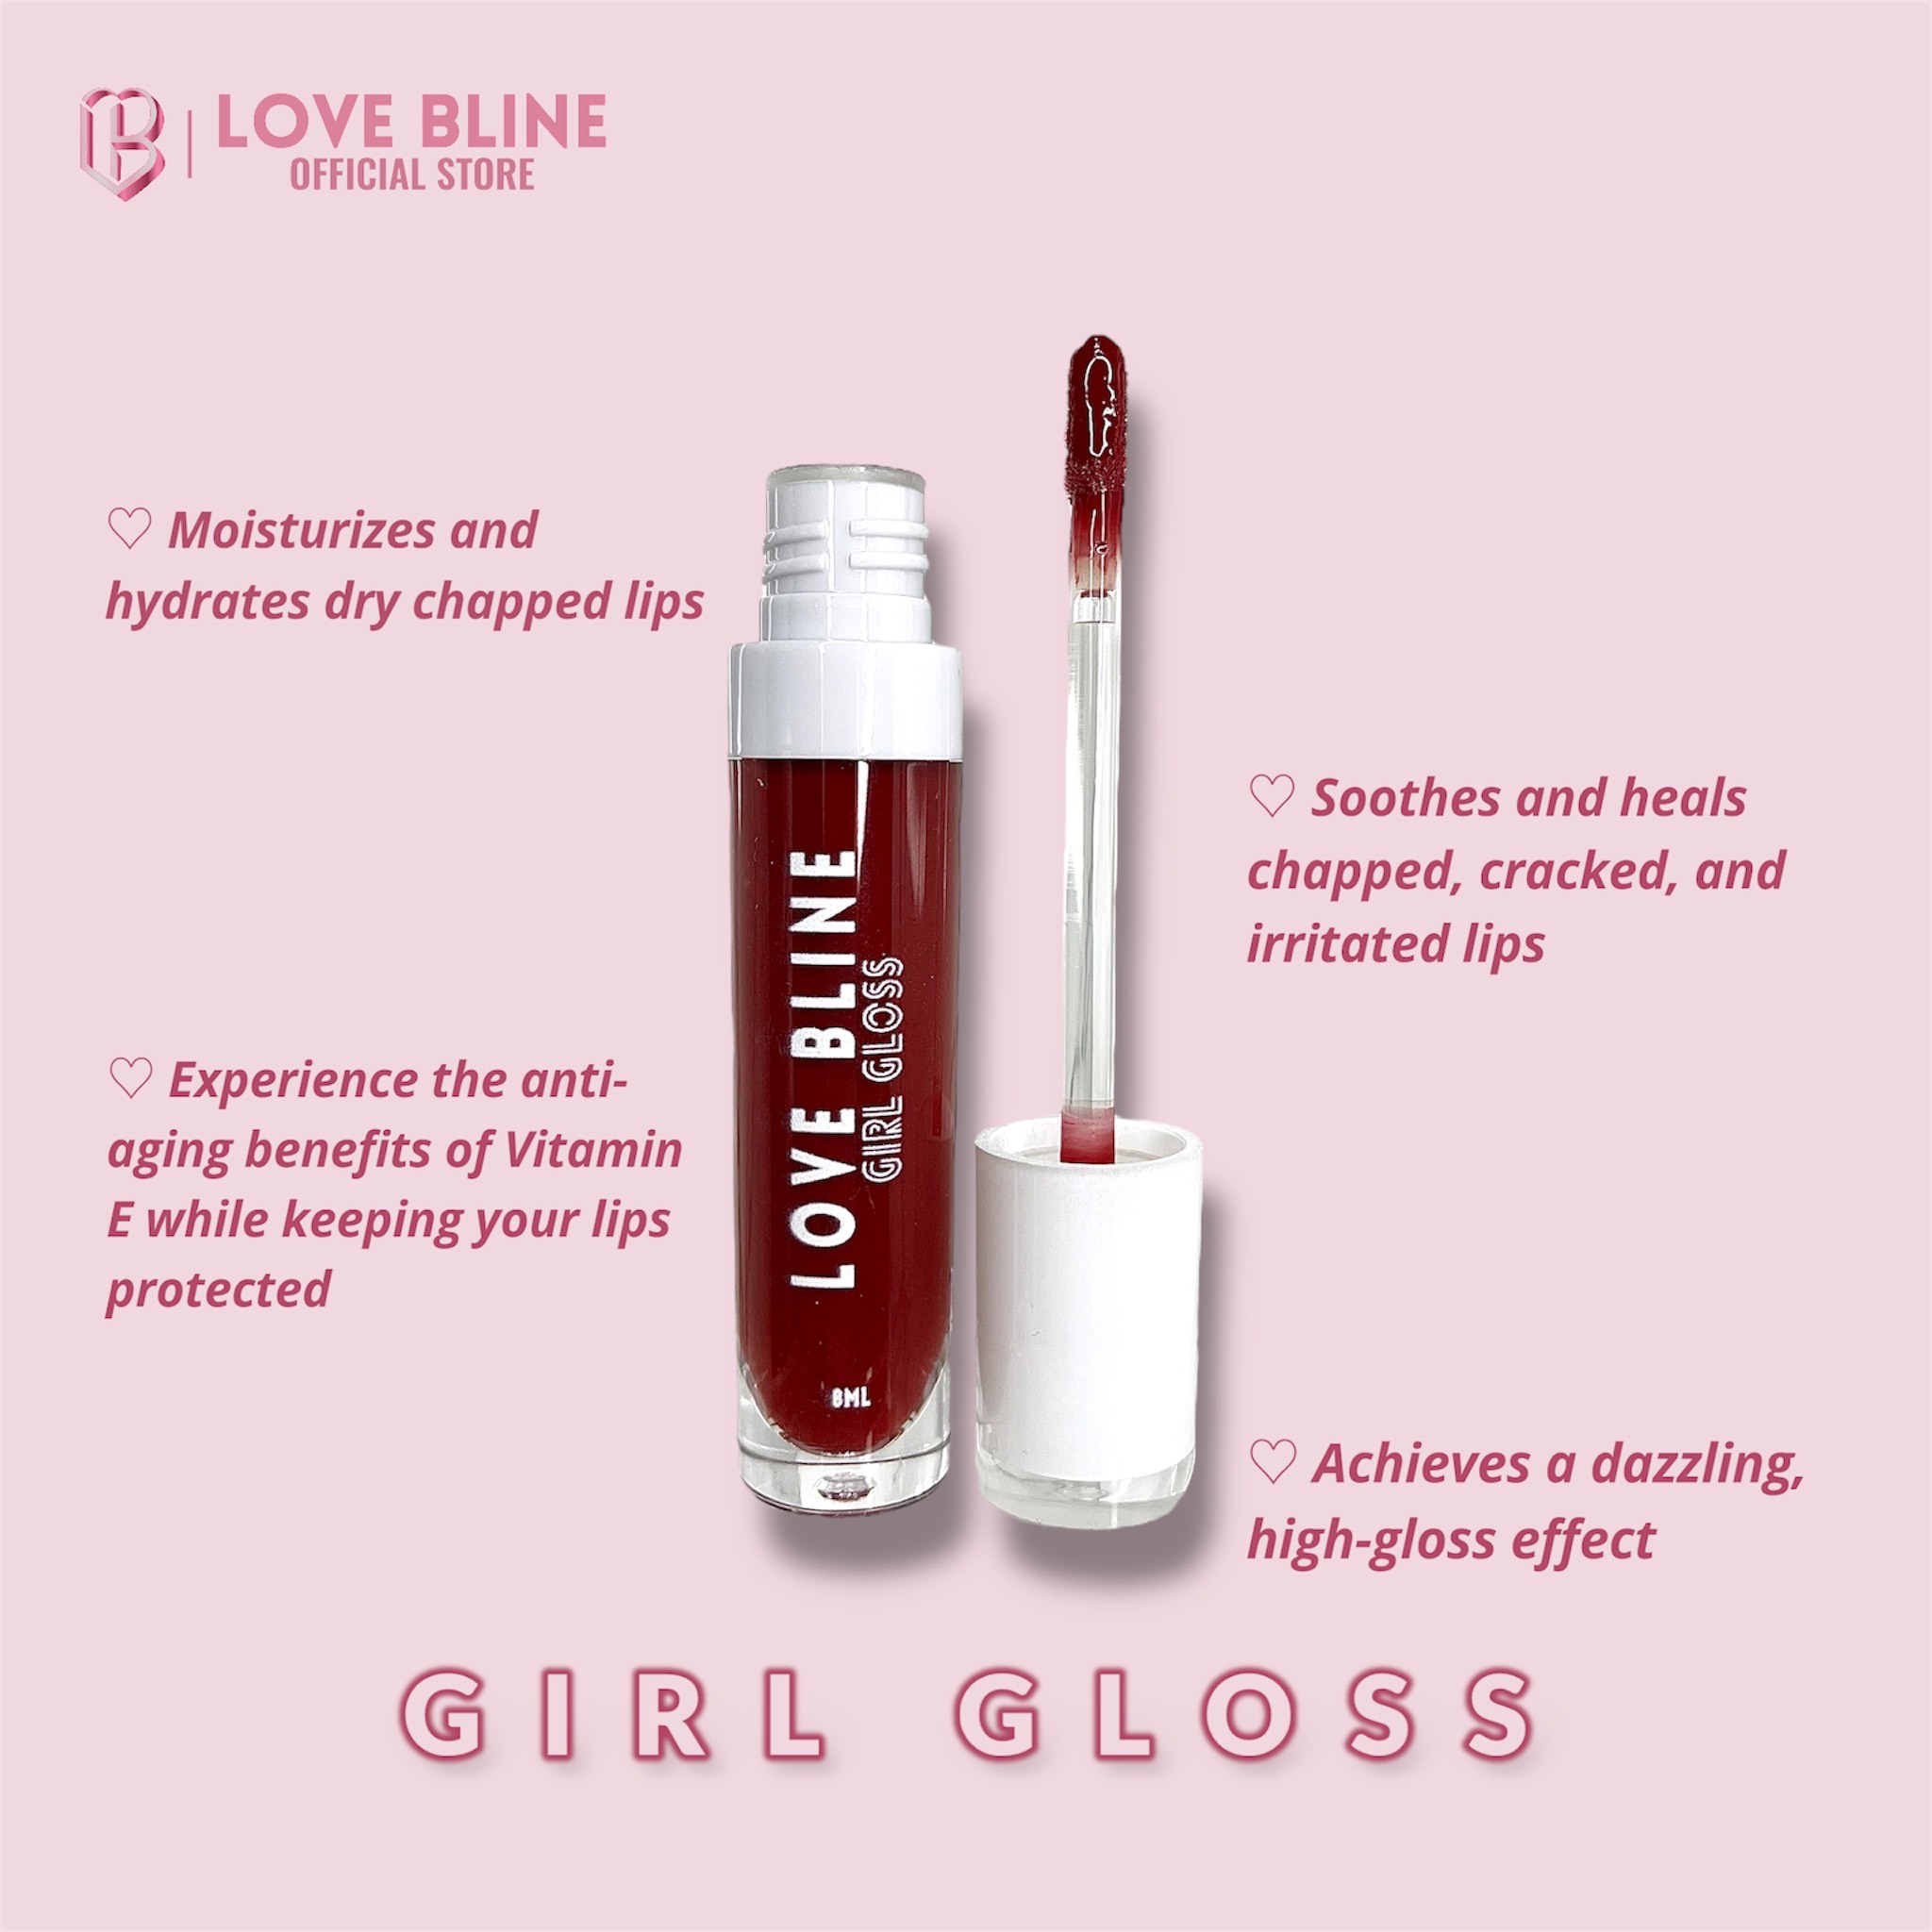 LOVE BLINE
OFFICIAL STORE
♡ Moisturizes and
hydrates dry chapped lips
♡ Soothes and heals
chapped, cracked, and
irritated lips
♡ Experience the anti-
aging benefits of Vitamin
E while keeping your lips
protected
LOVE BLINE
GIRL GLOSS
8ML
♡ Achieves a dazzling,
high-gloss effect
GIRL GLOSS